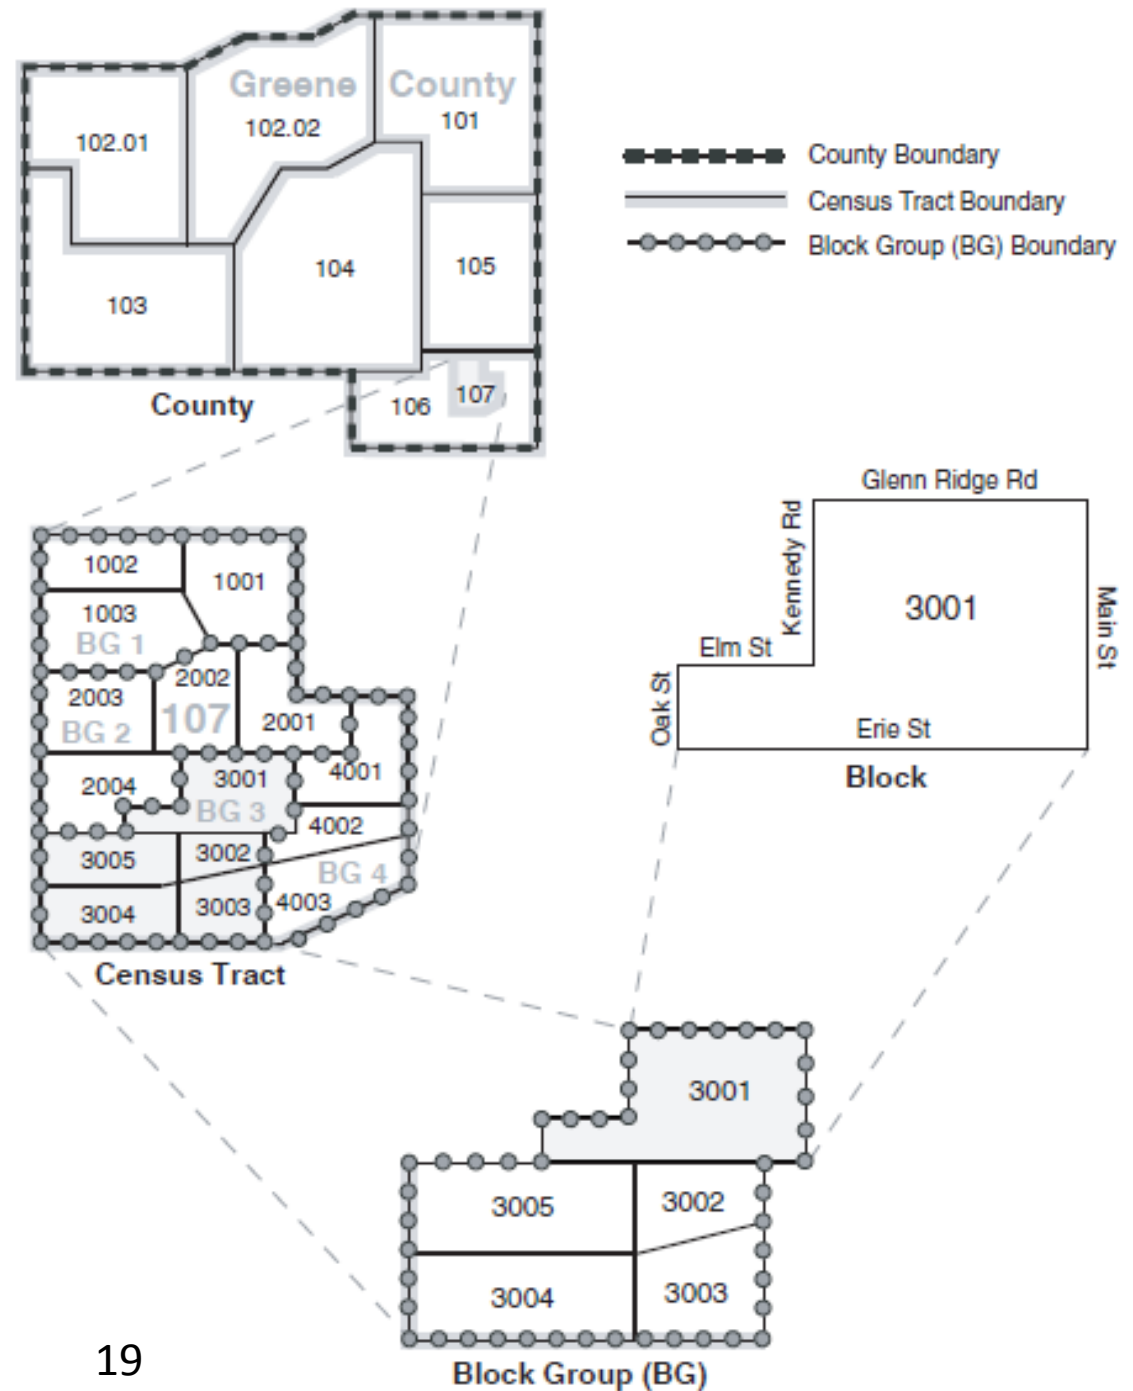 Greene County
101
102.01
102.02
104
105
103
106
107
County
County Boundary
Census Tract Boundary
Block Group (BG) Boundary
1002
1001
1003
BG 1
2002
2003
107
2001
BG 2
3001
4001
2004
BG 3
4002
3005
3002
BG 4
3004
3003
4003
Census Tract
Glenn Ridge Rd
Kennedy Rd
3001
Main St
Elm St
Oak St
Erie St
Block
3001
3005
3002
3004
3003
Block Group (BG)
19